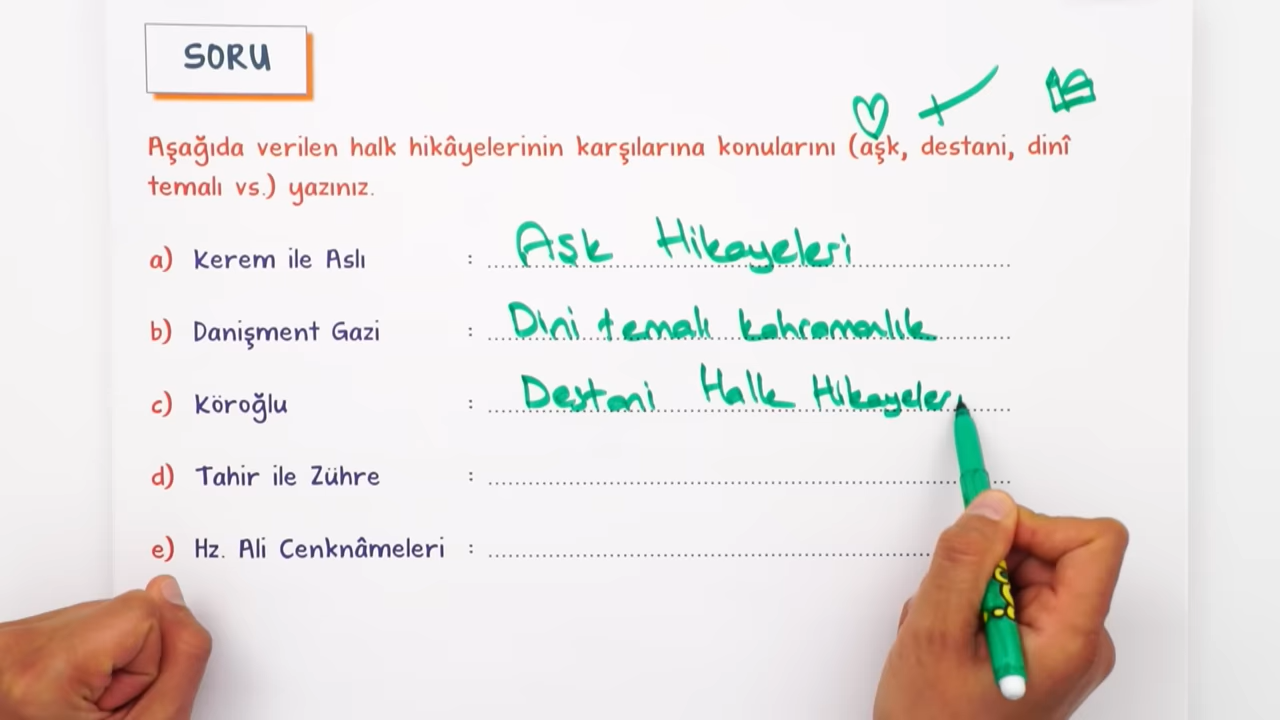 SORU
Aşağıda verilen halk hikâyelerinin karşılarına konularını (aşk, destani, dinî
temalı vs.) yazınız.
a) Kerem ile Aslı : Aşk Hikayeleri
b) Danişment Gazi : Dini temalı kahramanlık
c) Köroğlu : Destani Halk Hikayeler
d) Tahir ile Zühre :
e) Hz. Ali Cenknâmeleri :